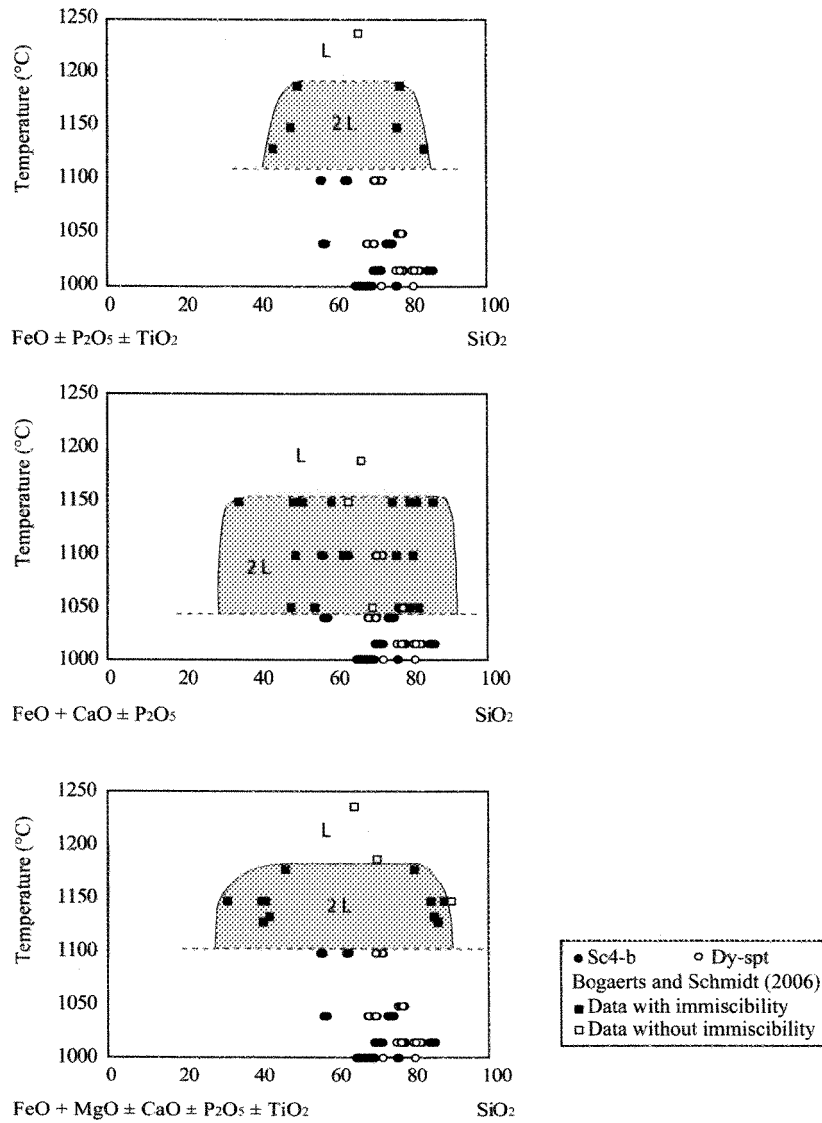 1250
1200
1150
1100
1050
1000
Temperature (°C)
L
2 L
0 20 40 60 80 100
FeO ± P₂O₅ ± TiO₂ SiO₂
1250
1200
1150
1100
1050
1000
Temperature (°C)
L
2 L
0 20 40 60 80 100
FeO + CaO ± P₂O₅ SiO₂
1250
1200
1150
1100
1050
1000
Temperature (°C)
L
2 L
0 20 40 60 80 100
FeO + MgO ± CaO ± P₂O₅ ± TiO₂ SiO₂
Sc4-b Dy-spt
Bogaerts and Schmidt (2006)
Data with immiscibility
Data without immiscibility